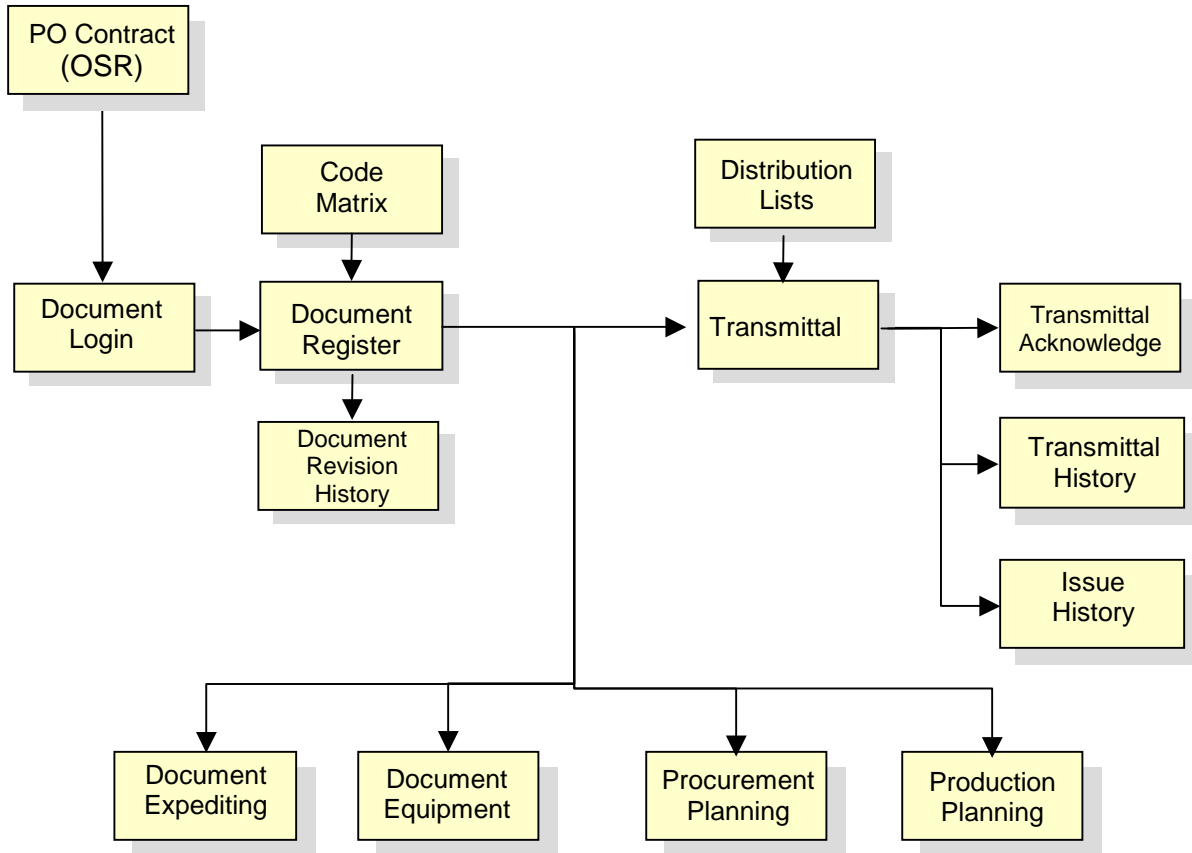 PO Contract
(OSR)
Code
Matrix
Distribution
Lists
Document
Login
Document
Register
Transmittal
Transmittal
Acknowledge
Document
Revision
History
Transmittal
History
Issue
History
Document
Expediting
Document
Equipment
Procurement
Planning
Production
Planning